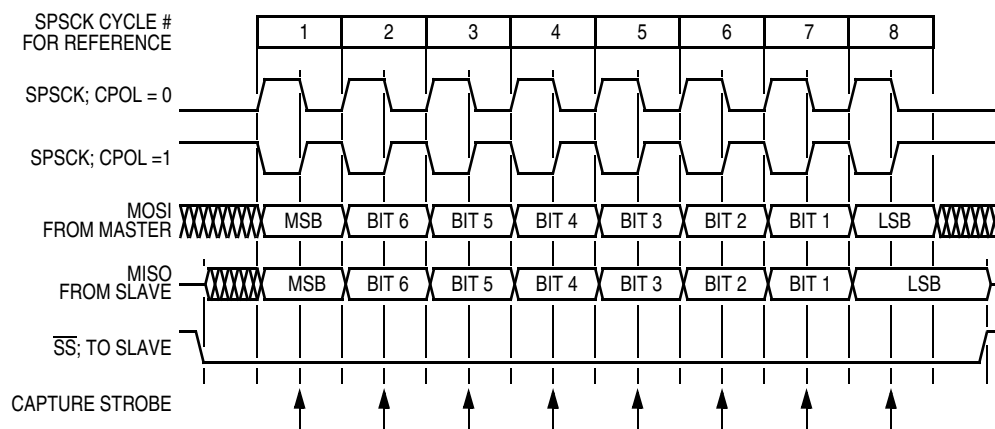 SPSCK CYCLE #
FOR REFERENCE
1 2 3 4 5 6 7 8
SPSCK; CPOL = 0
SPSCK; CPOL =1
MOSI
FROM MASTER
MSB BIT 6 BIT 5 BIT 4 BIT 3 BIT 2 BIT 1 LSB
MISO
FROM SLAVE
MSB BIT 6 BIT 5 BIT 4 BIT 3 BIT 2 BIT 1 LSB
SS; TO SLAVE
CAPTURE STROBE